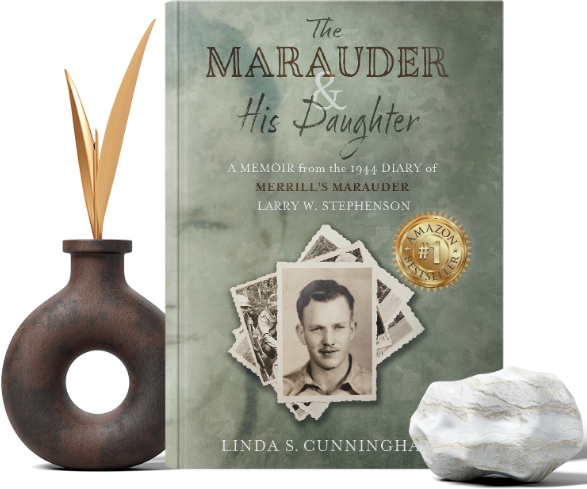 The
MARAUDER
&
His Daughter
A MEMOIR from the 1944 DIARY of
MERRILL'S MARAUDER
LARRY W. STEPHENSON
AMAZON
#1
BESTSELLER
LINDA S. CUNNINGHA